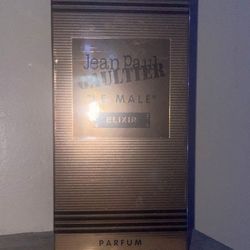 Jean Paul
GAULTIER
"LE MALE"
ELIXIR
PARFUM